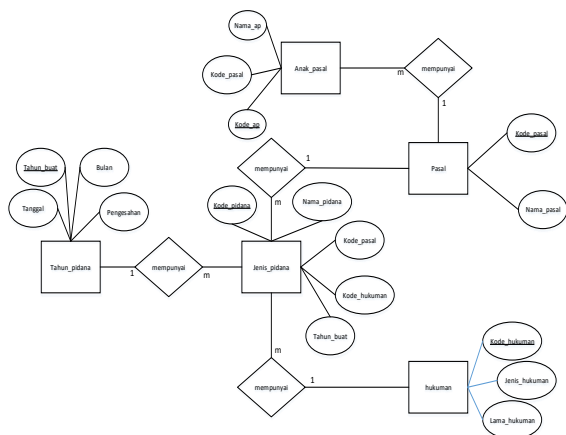 Nama_ap
Anak_pasal
mempunyai
m
Kode_pasal
1
Kode_ap
Kode_pasal
mempunyai
1
Pasal
Tahun_buat
Bulan
Kode_pidana
m
Nama_pidana
Tanggal
Pengesahan
Nama_pasal
Kode_pasal
Tahun_pidana
1
mempunyai
m
Jenis_pidana
Kode_hukuman
Tahun_buat
m
Kode_hukuman
mempunyai
1
hukuman
Jenis_hukuman
Lama_hukuman